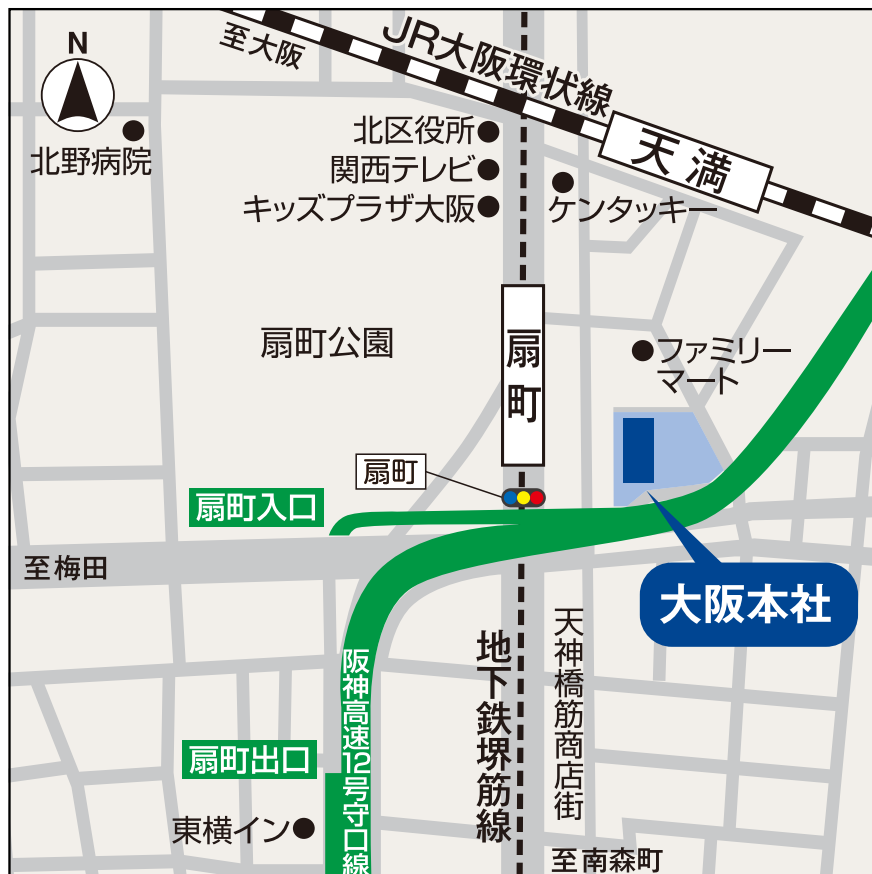 N
至大阪
JR大阪環状線
天満
北野病院
北区役所
関西テレビ
キッズプラザ大阪
ケンタッキー
扇町公園
扇町
ファミリー
マート
扇町
扇町入口
至梅田
大阪本社
阪神高速12号守口線
地下鉄堺筋線
天神橋筋商店街
扇町出口
東横イン
至南森町